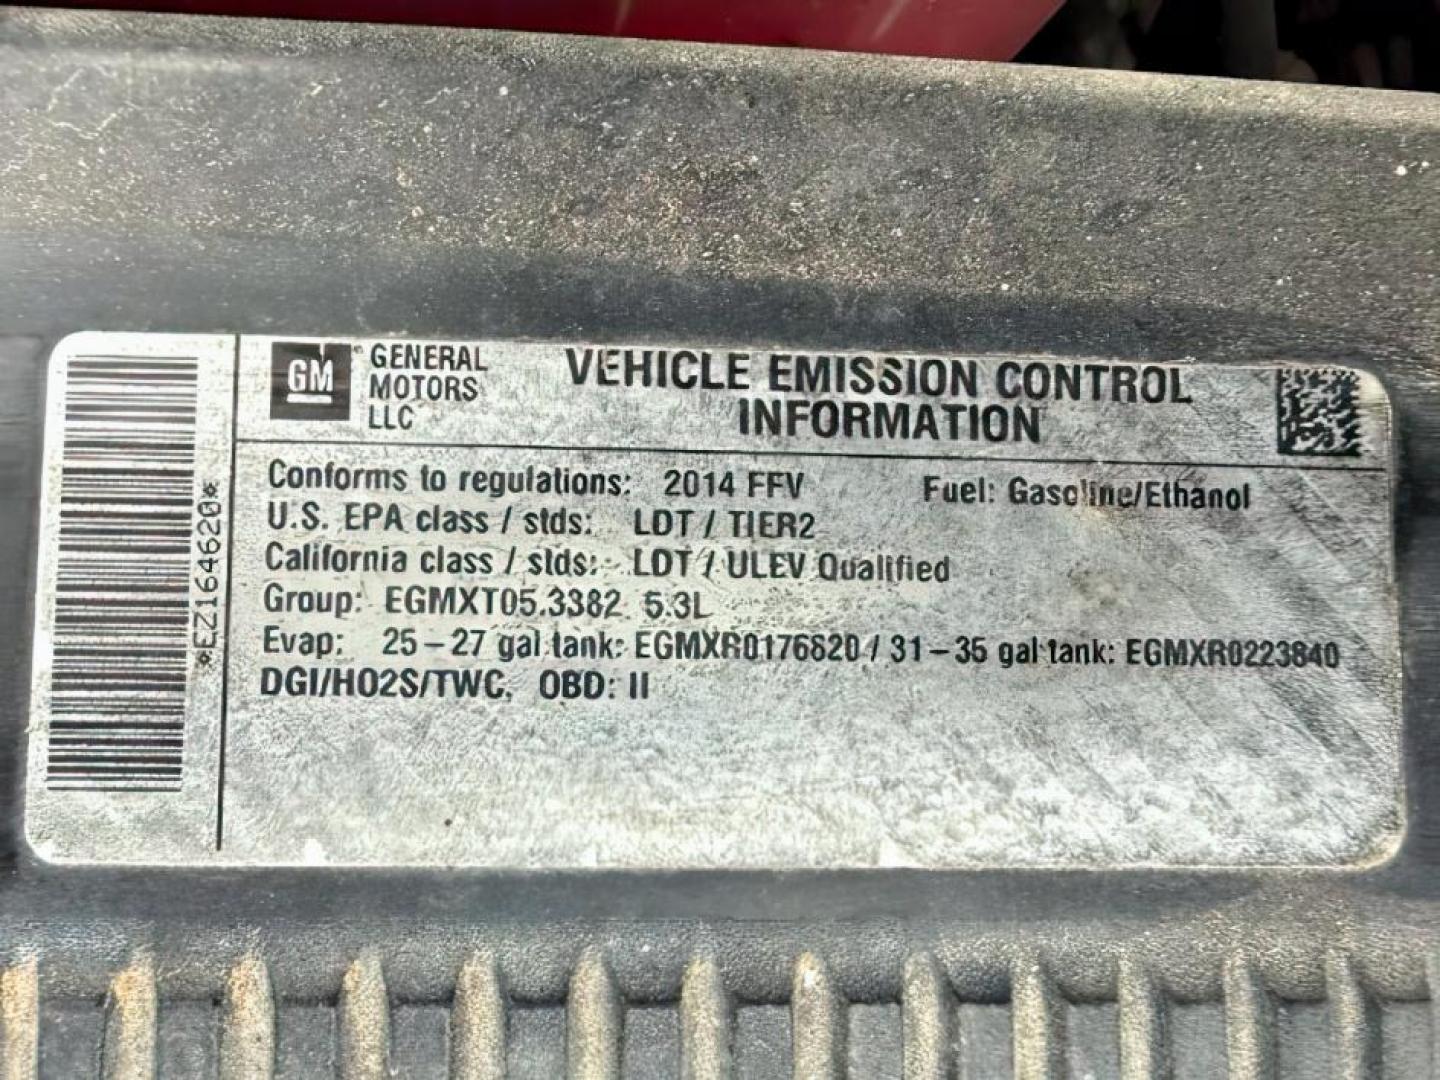 *EZ164620*
GM
GENERAL
MOTORS
LLC
VEHICLE EMISSION CONTROL
INFORMATION
Conforms to regulations: 2014 FFV Fuel: Gasoline/Ethanol
U.S. EPA class / stds: LDT / TIER2
California class / stds: LDT / ULEV Qualified
Group: EGMXT05.3382 5.3L
Evap: 25-27 gal tank: EGMXR0176820 / 31-35 gal tank: EGMXR0223840
DGI/HO2S/TWC, OBD: II